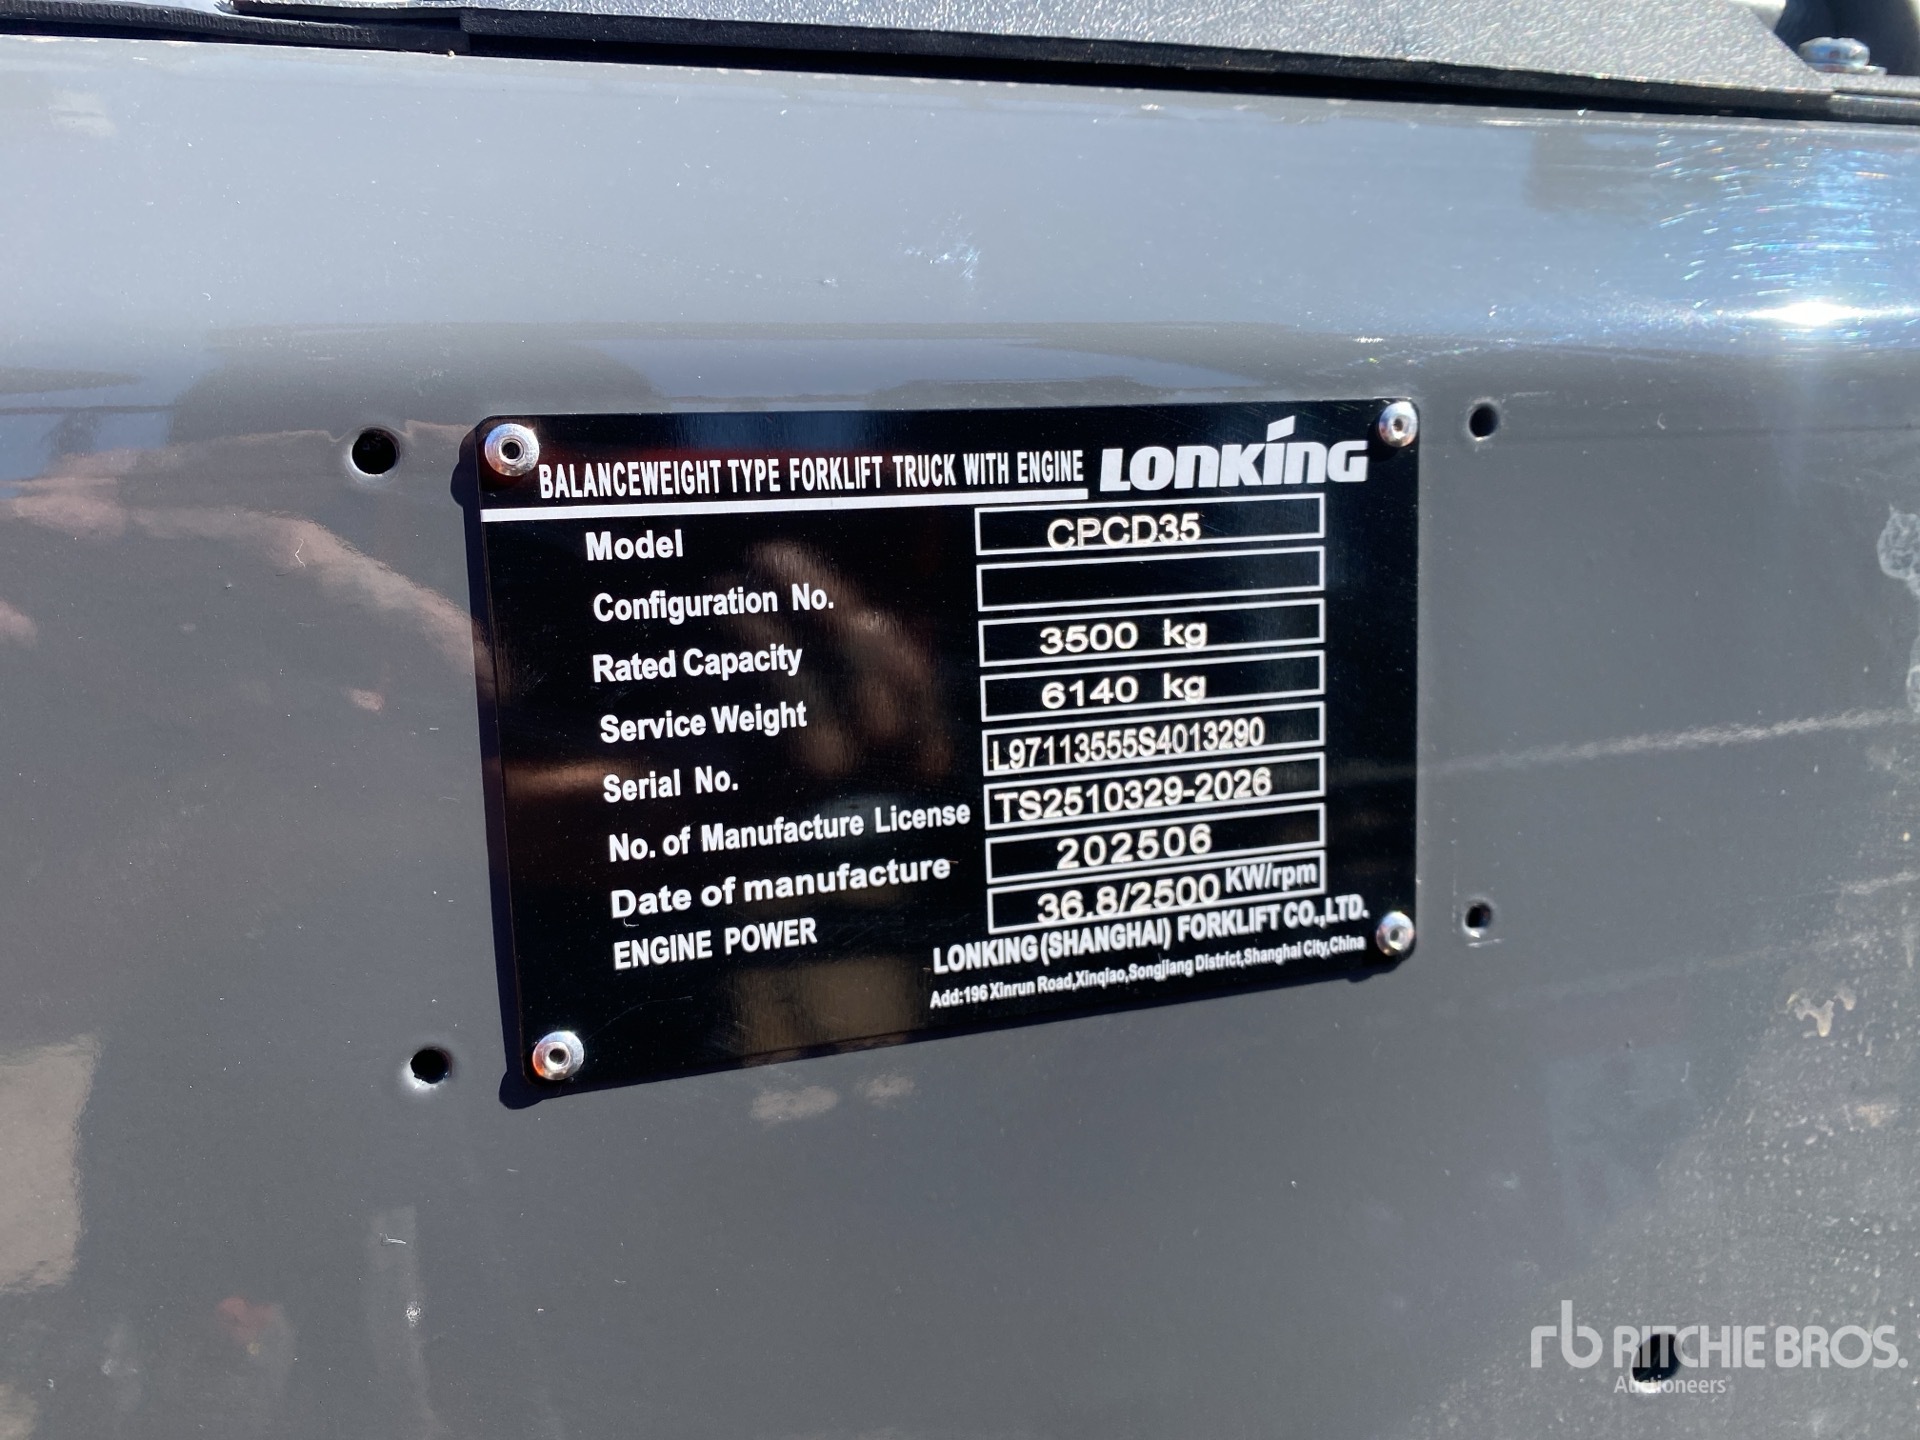 BALANCEWEIGHT TYPE FORKLIFT TRUCK WITH ENGINE LONKING
Model CPCD35
Configuration No.
Rated Capacity 3500 kg
Service Weight 6140 kg
Serial No. L97113555S4013290
No. of Manufacture License TS2510329-2026
Date of manufacture 202506
ENGINE POWER 36.8/2500 KW/rpm
LONKING(SHANGHAI) FORKLIFT CO.,LTD.
Add:196 Xinrun Road,Xinqiao,Songjiang District,Shanghai City,China
rb RITCHIE BROS.
Auctioneers